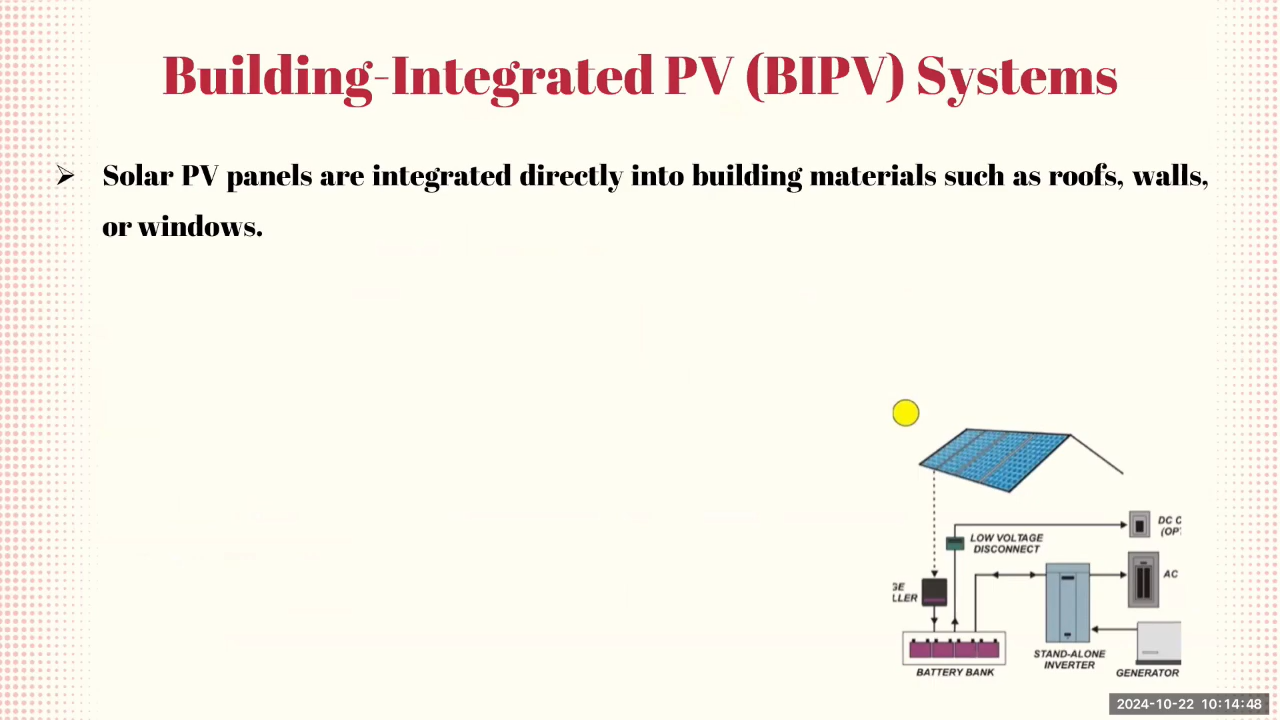 Building-Integrated PV (BIPV) Systems
➢ Solar PV panels are integrated directly into building materials such as roofs, walls,
or windows.
DC C
(OP
LOW VOLTAGE
DISCONNECT
AC
GE
LLER
STAND-ALONE
INVERTER
BATTERY BANK
GENERATOR
2024-10-22 10:14:48